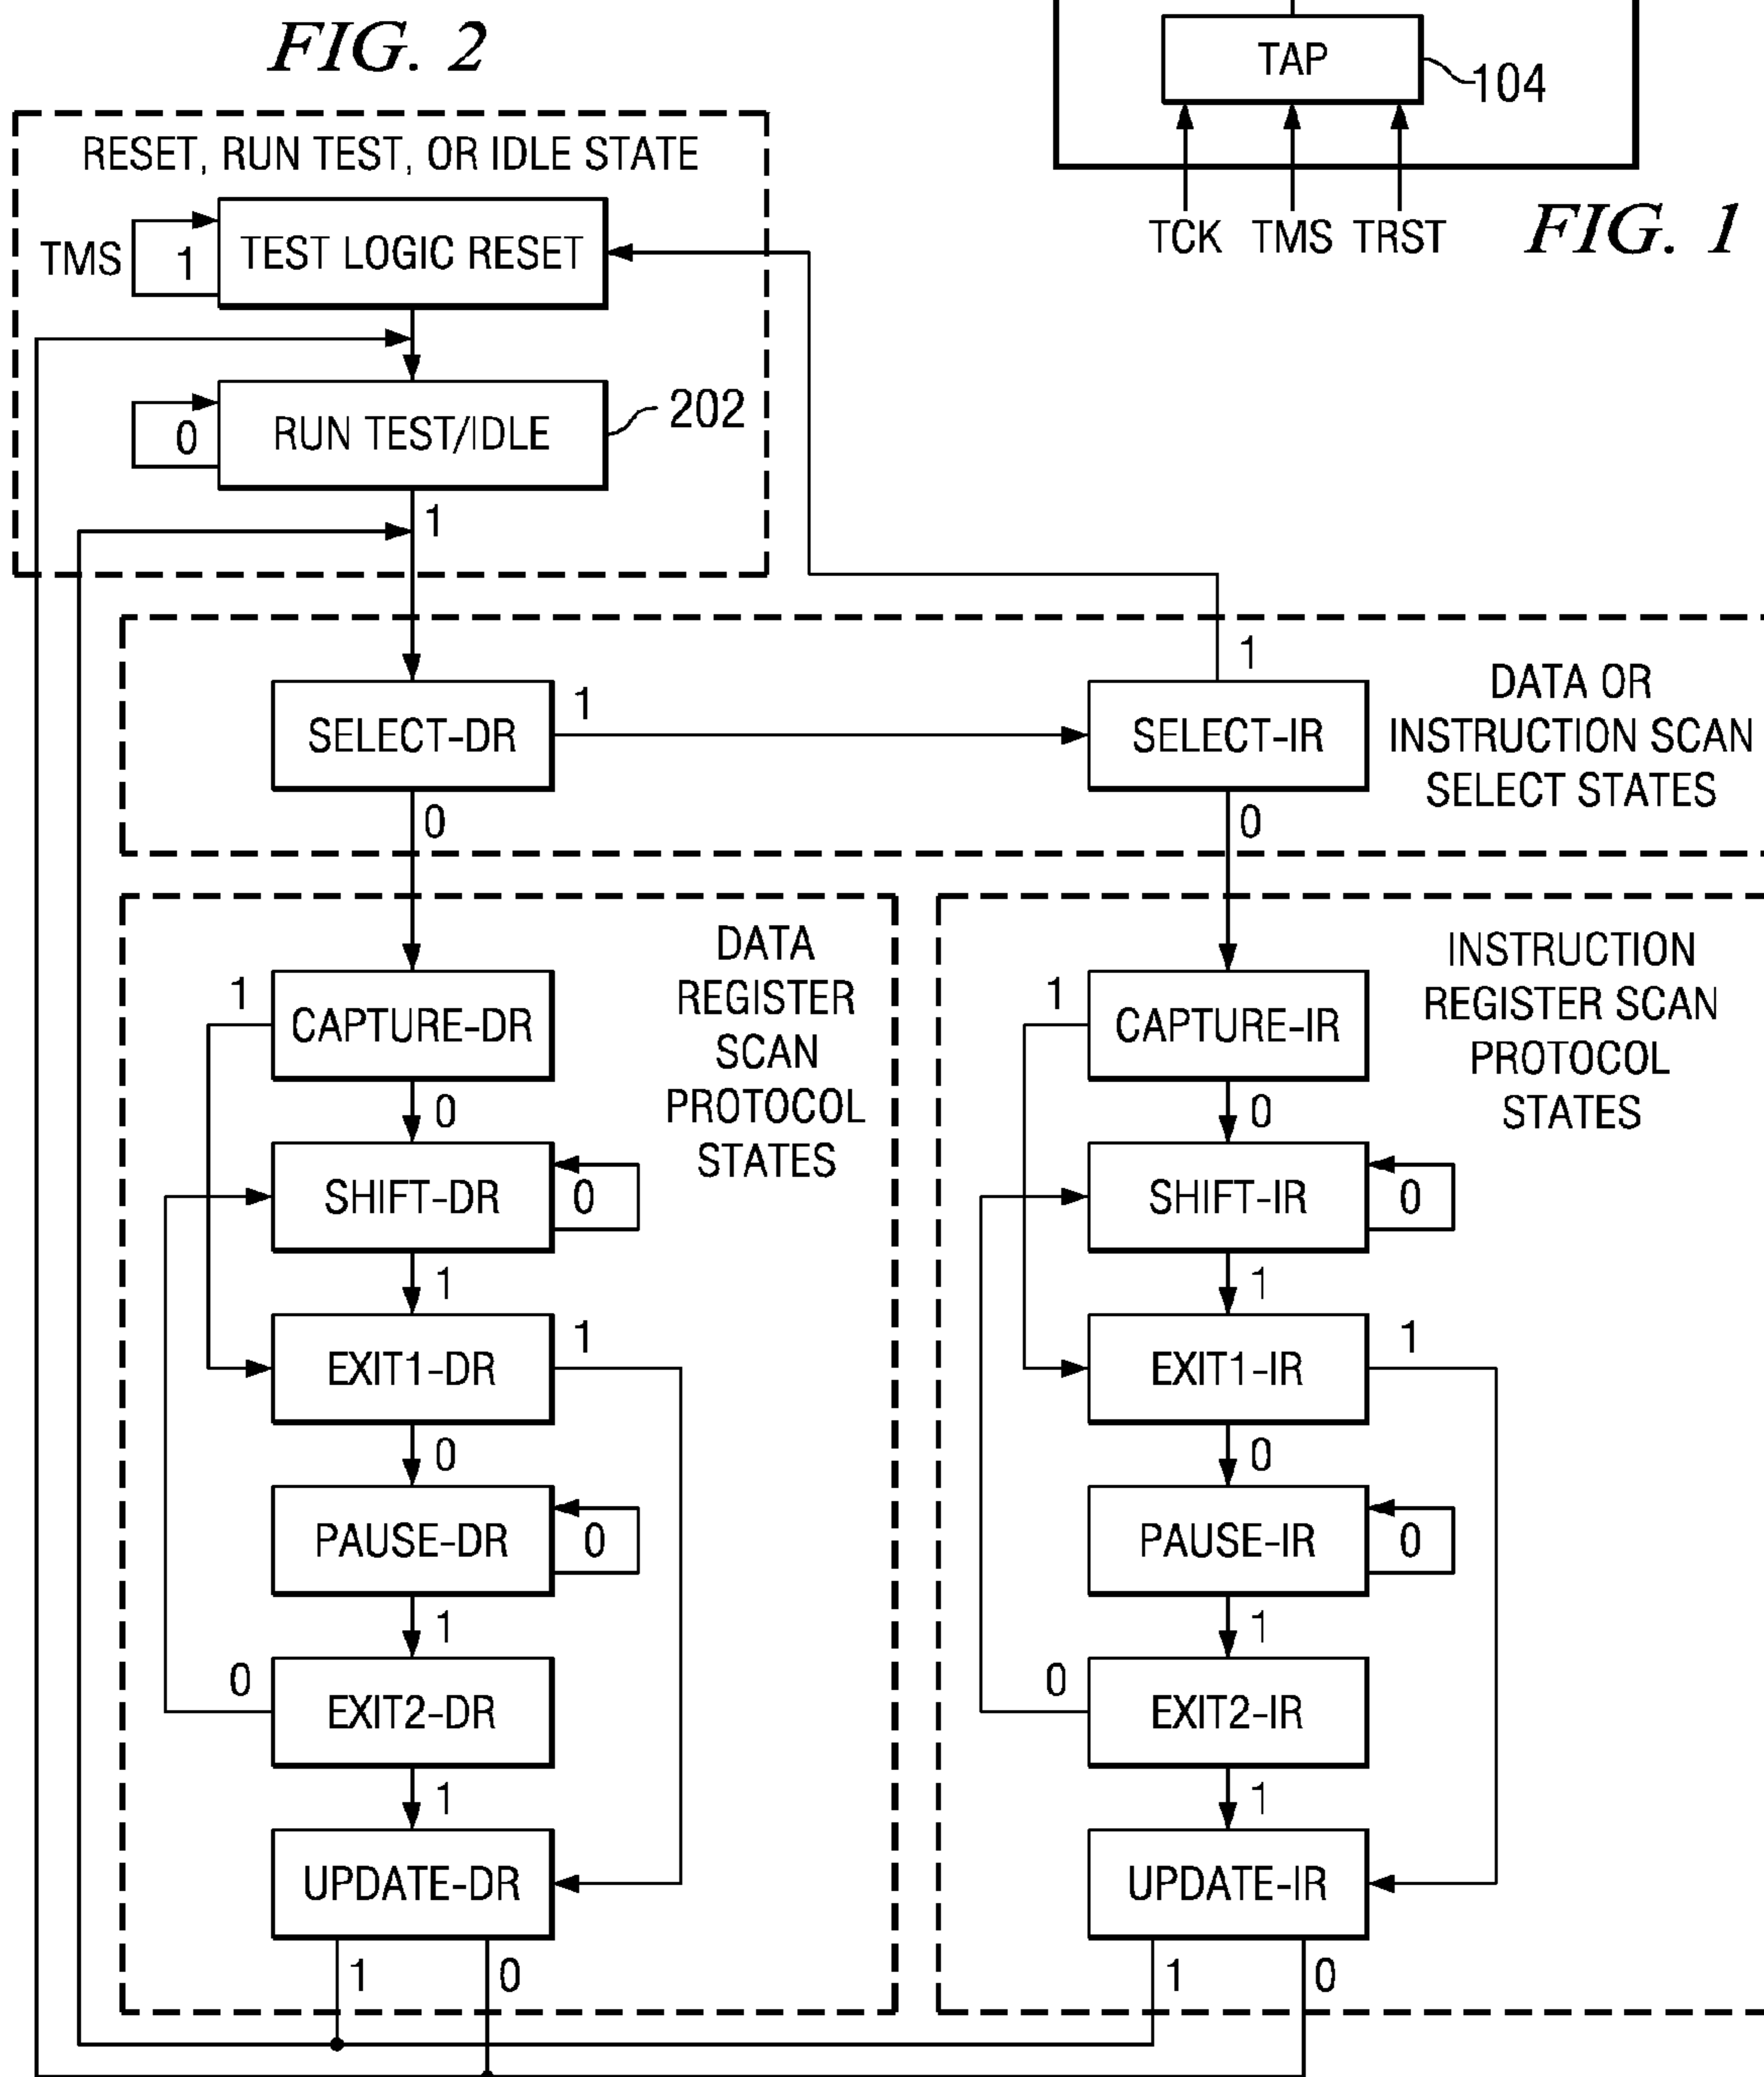 FIG. 2
TAP
104
TCK TMS TRST
FIG. 1
RESET, RUN TEST, OR IDLE STATE
TMS
1
TEST LOGIC RESET
0
RUN TEST/IDLE
202
1
SELECT-DR
1
SELECT-IR
1
DATA OR
INSTRUCTION SCAN
SELECT STATES
0
0
DATA
REGISTER
SCAN
PROTOCOL
STATES
1
CAPTURE-DR
0
SHIFT-DR
0
1
EXIT1-DR
1
0
PAUSE-DR
0
1
0
EXIT2-DR
1
UPDATE-DR
1
0
INSTRUCTION
REGISTER SCAN
PROTOCOL
STATES
1
CAPTURE-IR
0
SHIFT-IR
0
1
EXIT1-IR
1
0
PAUSE-IR
0
1
0
EXIT2-IR
1
UPDATE-IR
1
0